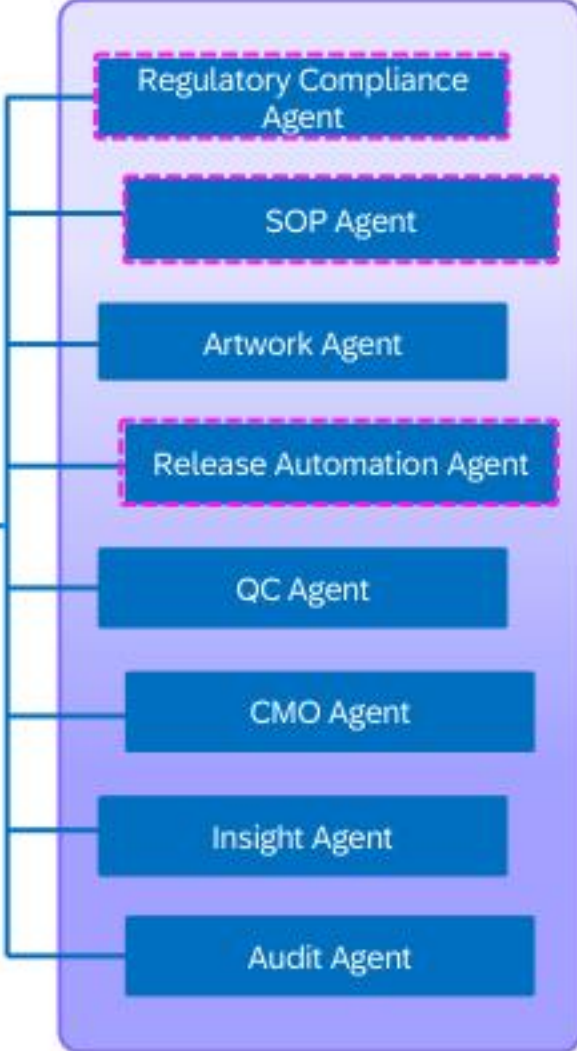 Regulatory Compliance
Agent
SOP Agent
Artwork Agent
Release Automation Agent
QC Agent
CMO Agent
Insight Agent
Audit Agent